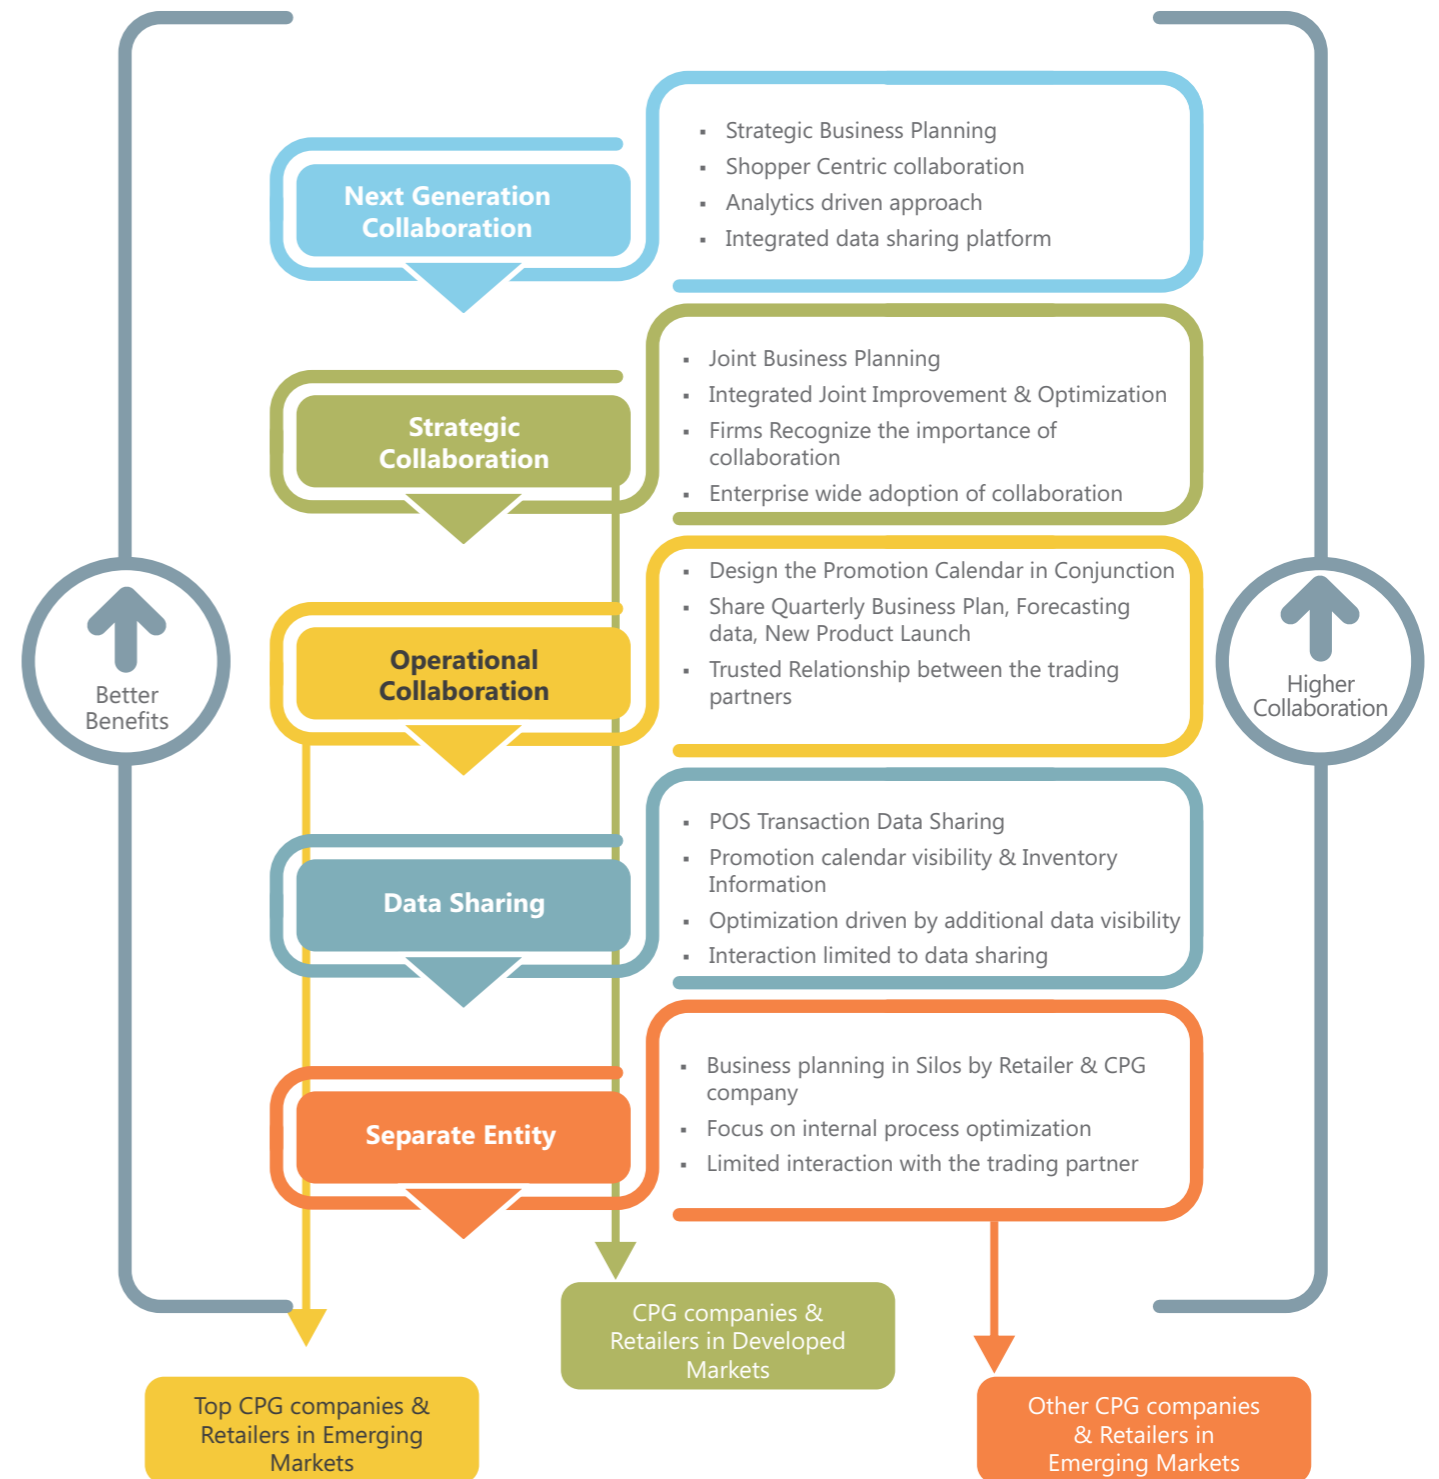 Next Generation
Collaboration
▪ Strategic Business Planning
▪ Shopper Centric collaboration
▪ Analytics driven approach
▪ Integrated data sharing platform
Strategic
Collaboration
▪ Joint Business Planning
▪ Integrated Joint Improvement & Optimization
▪ Firms Recognize the importance of
collaboration
▪ Enterprise wide adoption of collaboration
Better
Benefits
Operational
Collaboration
▪ Design the Promotion Calendar in Conjunction
▪ Share Quarterly Business Plan, Forecasting
data, New Product Launch
▪ Trusted Relationship between the trading
partners
Higher
Collaboration
Data Sharing
▪ POS Transaction Data Sharing
▪ Promotion calendar visibility & Inventory
Information
▪ Optimization driven by additional data visibility
▪ Interaction limited to data sharing
Separate Entity
▪ Business planning in Silos by Retailer & CPG
company
▪ Focus on internal process optimization
▪ Limited interaction with the trading partner
Top CPG companies &
Retailers in Emerging
Markets
CPG companies &
Retailers in Developed
Markets
Other CPG companies
& Retailers in
Emerging Markets